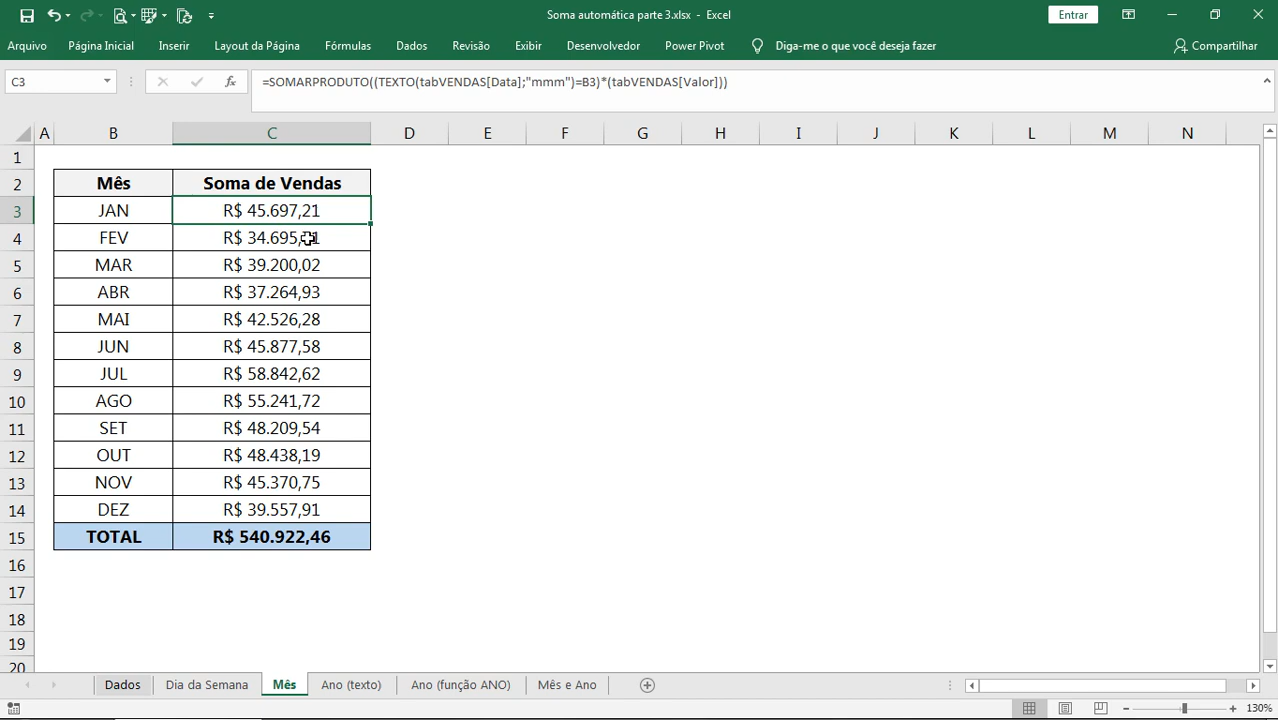 Soma automática parte 3.xlsx - Excel
Entrar
Arquivo Página Inicial Inserir Layout da Página Fórmulas Dados Revisão Exibir Desenvolvedor Power Pivot Diga-me o que você deseja fazer Compartilhar
C3 fx =SOMARPRODUTO((TEXTO(tabVENDAS[Data];"mmm")=B3)*(tabVENDAS[Valor]))
A B C D E F G H I J K L M N
1
2 Mês Soma de Vendas
3 JAN R$ 45.697,21
4 FEV R$ 34.695,
5 MAR R$ 39.200,02
6 ABR R$ 37.264,93
7 MAI R$ 42.526,28
8 JUN R$ 45.877,58
9 JUL R$ 58.842,62
10 AGO R$ 55.241,72
11 SET R$ 48.209,54
12 OUT R$ 48.438,19
13 NOV R$ 45.370,75
14 DEZ R$ 39.557,91
15 TOTAL R$ 540.922,46
16
17
18
19
20
Dados Dia da Semana Mês Ano (texto) Ano (função ANO) Mês e Ano
130%